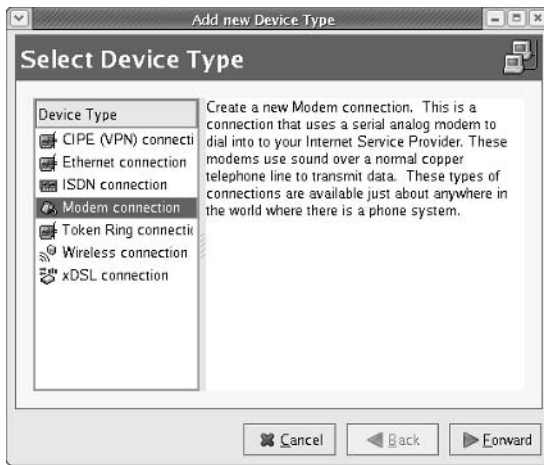 Add new Device Type
Select Device Type
Device Type
CIPE (VPN) connecti
Ethernet connection
ISDN connection
Modem connection
Token Ring connectic
Wireless connection
xDSL connection
Create a new Modem connection. This is a
connection that uses a serial analog modem to
dial into to your Internet Service Provider. These
modems use sound over a normal copper
telephone line to transmit data. These types of
connections are available just about anywhere in
the world where there is a phone system.
Cancel
Back
Forward